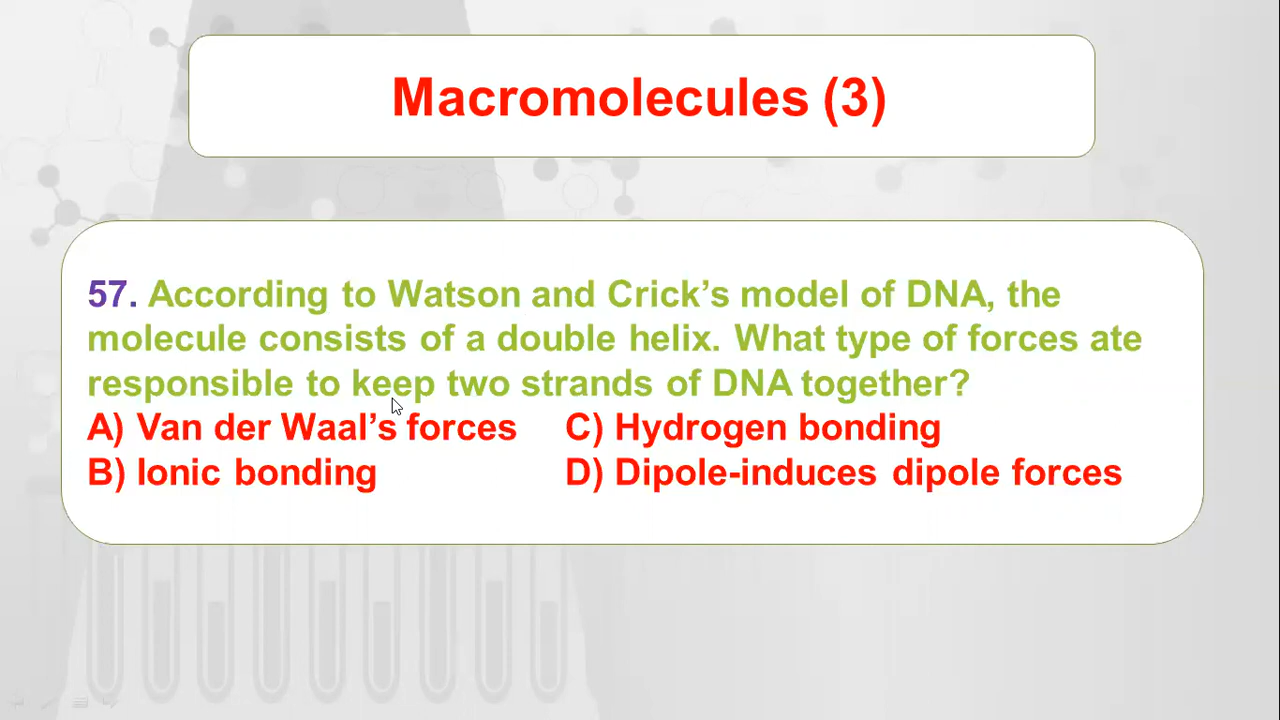 Macromolecules (3)
57. According to Watson and Crick’s model of DNA, the
molecule consists of a double helix. What type of forces ate
responsible to keep two strands of DNA together?
A) Van der Waal’s forces C) Hydrogen bonding
B) Ionic bonding D) Dipole-induces dipole forces